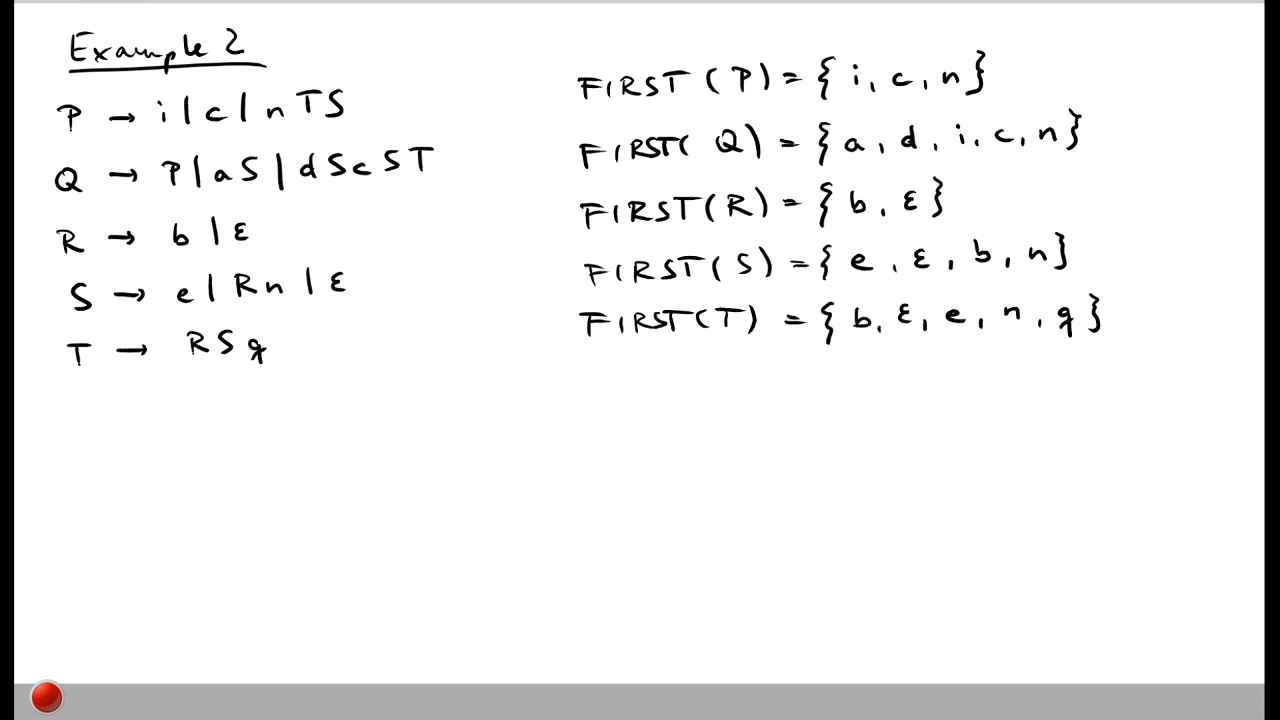 Example 2
P → i | c | n T S
Q → P | a S | d S c S T
R → b | ε
S → e | R n | ε
T → R S q
FIRST (P) = { i, c, n}
FIRST( Q) = { a, d, i, c, n}
FIRST(R) = { b, ε}
FIRST( S) = { e, ε, b, n}
FIRST(T) = { b, ε, e, n, q}